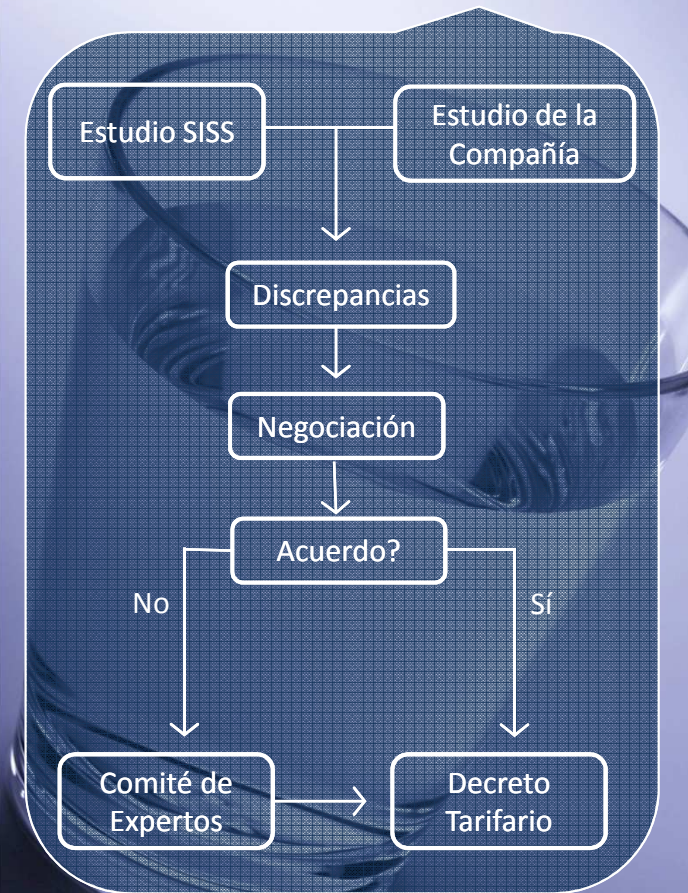 Estudio SISS
Estudio de la
Compañía
Discrepancias
Negociación
Acuerdo?
No
Sí
Comité de
Expertos
Decreto
Tarifario